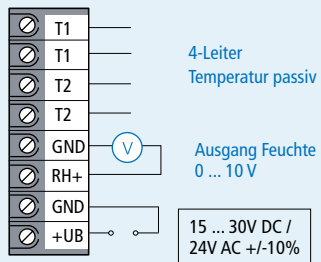 T1
T1
T2
T2
GND
RH+
GND
+UB
4-Leiter
Temperatur passiv
V
Ausgang Feuchte
0 ... 10 V
15 ... 30V DC /
24V AC +/-10%